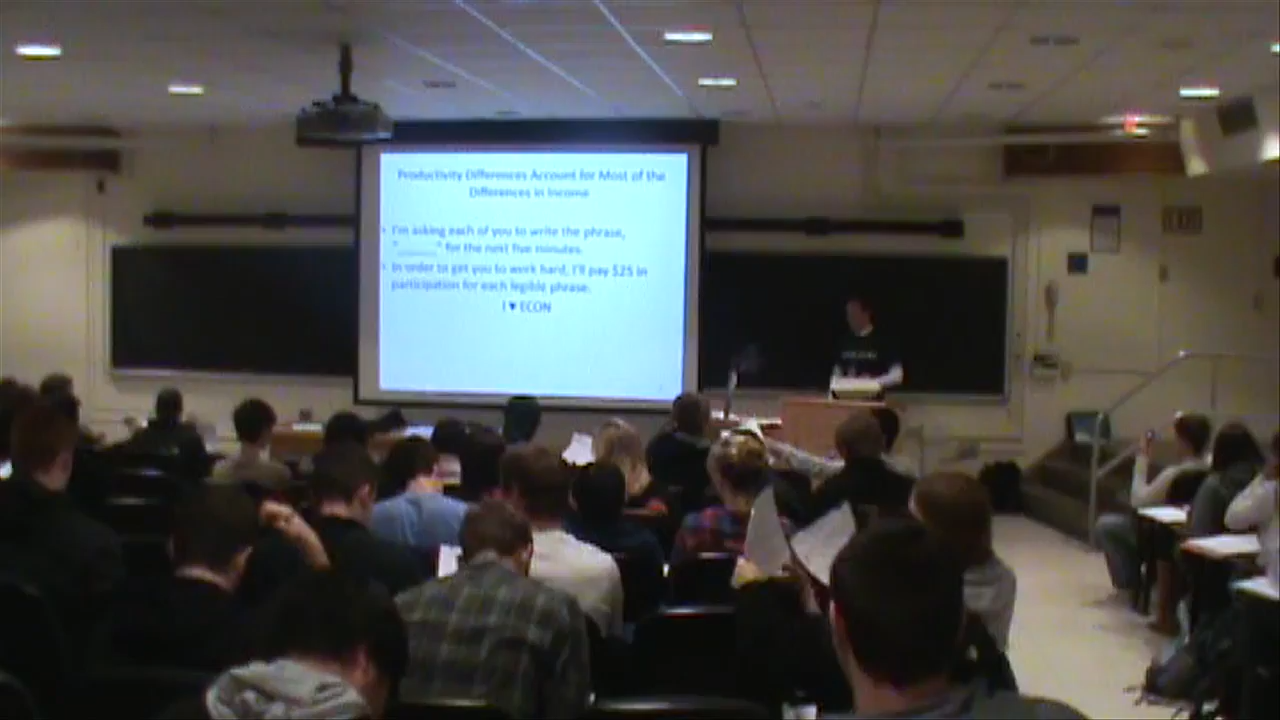 Productivity Differences Account for Most of the
Differences in Income
• I'm asking each of you to write the phrase,
"______" for the next five minutes.
• In order to get you to work hard, I'll pay $25 in
participation for each legible phrase.
I ♥ ECON